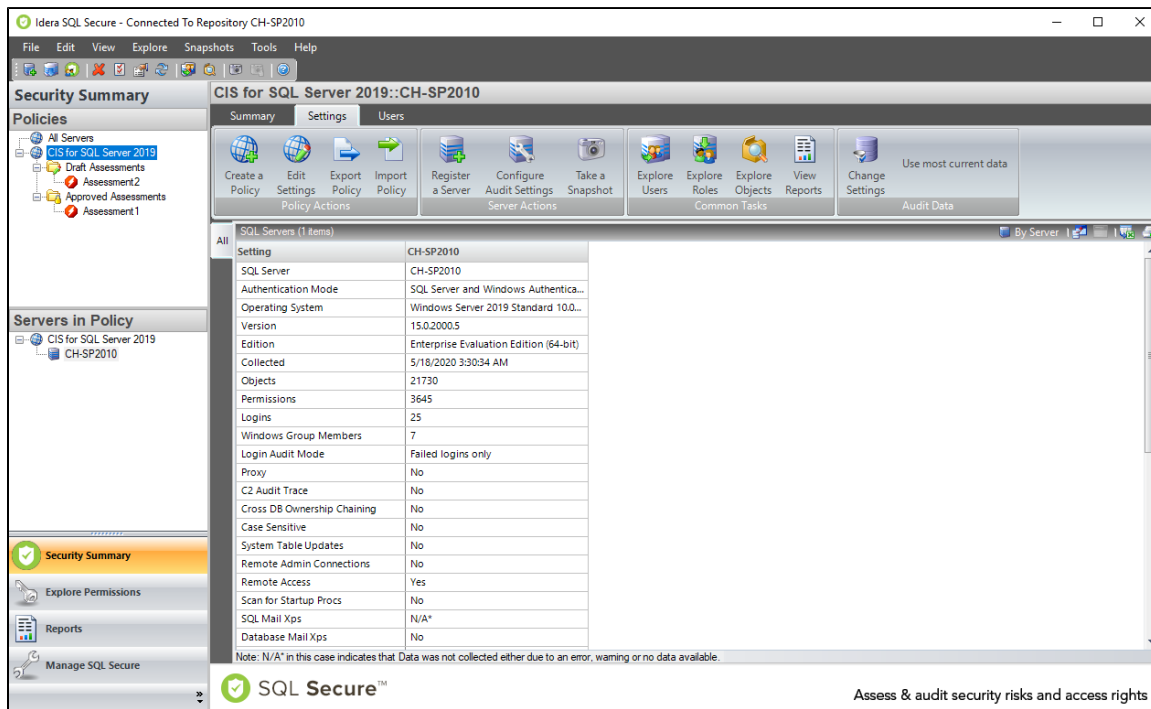 Idera SQL Secure - Connected To Repository CH-SP2010
File Edit View Explore Snapshots Tools Help
Security Summary
Policies
All Servers
CIS for SQL Server 2019
Draft Assessments
Assessment2
Approved Assessments
Assessment1
Servers in Policy
CIS for SQL Server 2019
CH-SP2010
Security Summary
Explore Permissions
Reports
Manage SQL Secure
CIS for SQL Server 2019::CH-SP2010
Summary Settings Users
Create a Policy
Edit Settings
Export Policy
Import Policy
Policy Actions
Register a Server
Configure Audit Settings
Take a Snapshot
Server Actions
Explore Users
Explore Roles
Explore Objects
View Reports
Common Tasks
Change Settings
Use most current data
Audit Data
All
SQL Servers (1 items)
By Server
Setting CH-SP2010
SQL Server CH-SP2010
Authentication Mode SQL Server and Windows Authentica...
Operating System Windows Server 2019 Standard 10.0...
Version 15.0.2000.5
Edition Enterprise Evaluation Edition (64-bit)
Collected 5/18/2020 3:30:34 AM
Objects 21730
Permissions 3645
Logins 25
Windows Group Members 7
Login Audit Mode Failed logins only
Proxy No
C2 Audit Trace No
Cross DB Ownership Chaining No
Case Sensitive No
System Table Updates No
Remote Admin Connections No
Remote Access Yes
Scan for Startup Procs No
SQL Mail Xps N/A*
Database Mail Xps No
Note: N/A* in this case indicates that Data was not collected either due to an error, warning or no data available.
SQL Secure™
Assess & audit security risks and access rights